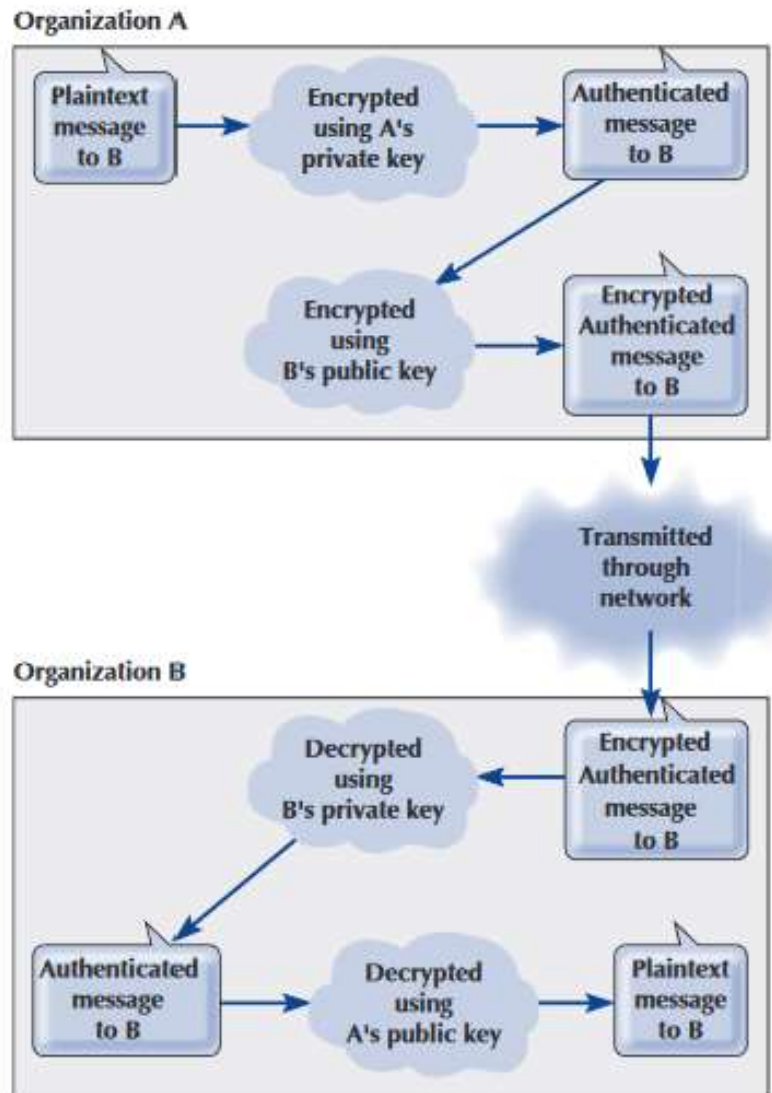 Organization A
Plaintext
message
to B
Encrypted
using A's
private key
Authenticated
message
to B
Encrypted
using
B's public key
Encrypted
Authenticated
message
to B
Transmitted
through
network
Organization B
Encrypted
Authenticated
message
to B
Decrypted
using
B's private key
Authenticated
message
to B
Decrypted
using
A's public key
Plaintext
message
to B